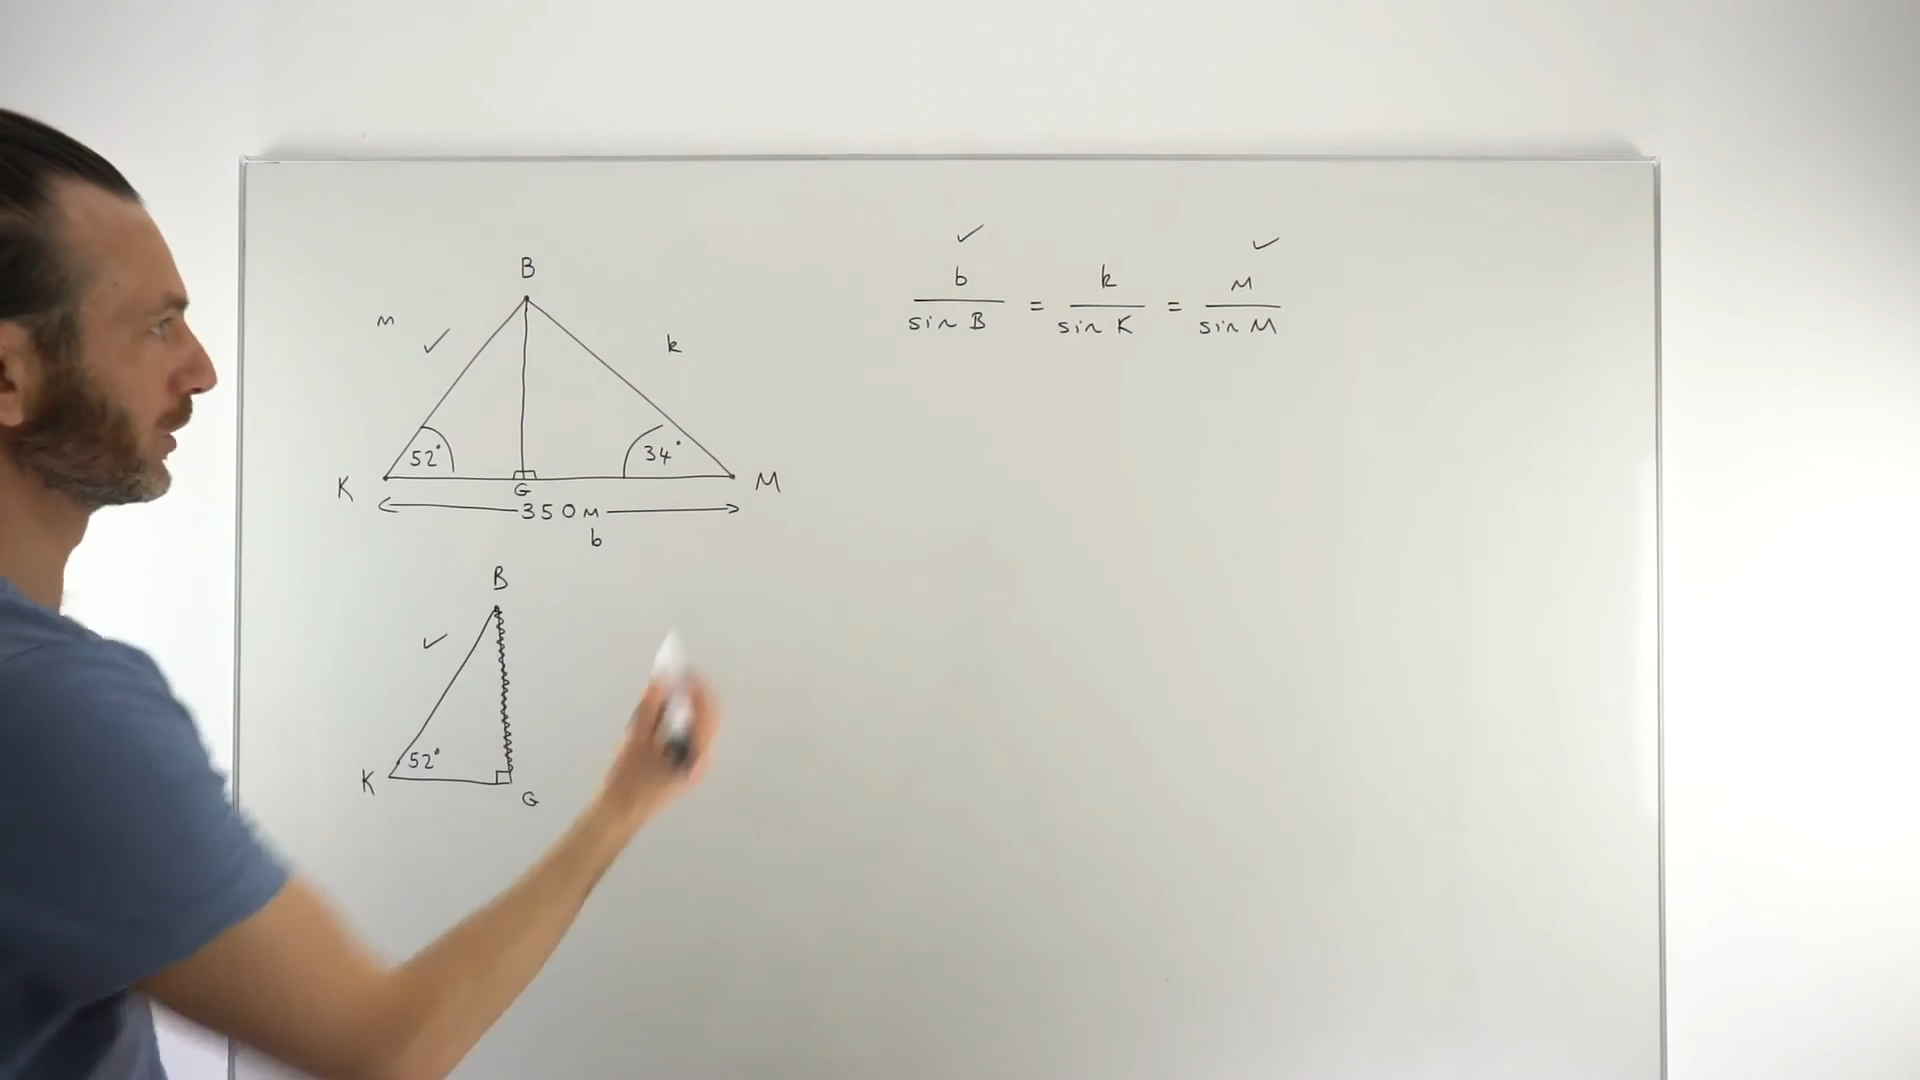 B
m ✓ k
52° 34°
K G M
350m
b
B
✓
52°
K G
✓ ✓
b/sin B = k/sin K = m/sin M